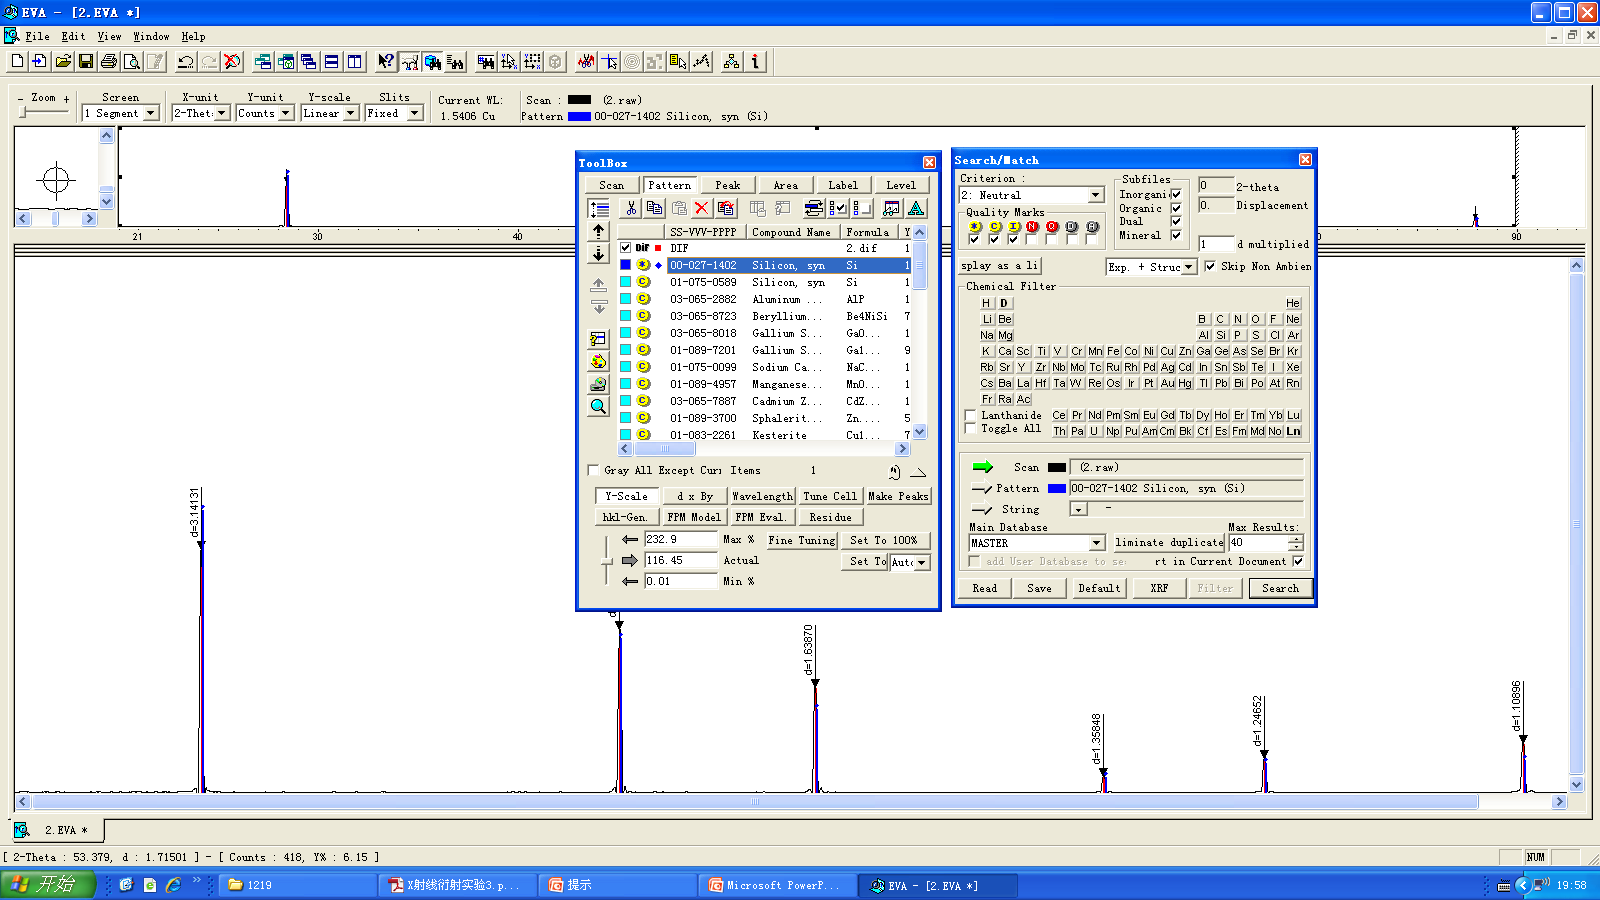 EVA - [2.EVA *]
File Edit View Window Help
- Zoom +
Screen
X-unit
Y-unit
Y-scale
Slits
1 Segment
2-Thet
Counts
Linear
Fixed
Current WL:
1.5406 Cu
Scan : (2.raw)
Pattern 00-027-1402 Silicon, syn (Si)
21
30
40
90
ToolBox
Scan Pattern Peak Area Label Level
SS-VVV-PPPP Compound Name Formula Y
Dif DIF 2.dif 1
00-027-1402 Silicon, syn Si 1
C 01-075-0589 Silicon, syn Si 1
C 03-065-2882 Aluminum ... AlP 1
C 03-065-8723 Beryllium... Be4NiSi 7
C 03-065-8018 Gallium S... Ga0... 1
C 01-089-7201 Gallium S... Ga1... 9
C 01-075-0099 Sodium Ca... NaC... 1
C 01-089-4957 Manganese... MnO... 1
C 03-065-7887 Cadmium Z... CdZ... 1
C 01-089-3700 Sphalerit... Zn.... 5
C 01-083-2261 Kesterite Cu1... 7
Gray All Except Curr Items 1
Y-Scale d x By Wavelength Tune Cell Make Peaks
hkl-Gen. FPM Model FPM Eval. Residue
232.9 Max % Fine Tuning Set To 100%
116.45 Actual Set To Auto
0.01 Min %
Search/Match
Criterion :
2: Neutral
Quality Marks
* C I N Q D A
Subfiles
Inorgani
Organic
Dual
Mineral
0 2-theta
0. Displacement
1 d multiplied
splay as a li
Exp. + Struc
Skip Non Ambien
Chemical Filter
H D He
Li Be B C N O F Ne
Na Mg Al Si P S Cl Ar
K Ca Sc Ti V Cr Mn Fe Co Ni Cu Zn Ga Ge As Se Br Kr
Rb Sr Y Zr Nb Mo Tc Ru Rh Pd Ag Cd In Sn Sb Te I Xe
Cs Ba La Hf Ta W Re Os Ir Pt Au Hg Tl Pb Bi Po At Rn
Fr Ra Ac
Lanthanide Ce Pr Nd Pm Sm Eu Gd Tb Dy Ho Er Tm Yb Lu
Toggle All Th Pa U Np Pu Am Cm Bk Cf Es Fm Md No Ln
Scan (2.raw)
Pattern 00-027-1402 Silicon, syn (Si)
String -
Main Database
Max Results:
MASTER
liminate duplicate
40
add User Database to se
rt in Current Document
Read Save Default XRF Filter Search
d=3.14131
d=1.63870
d=1.35848
d=1.24652
d=1.10896
2.EVA *
[ 2-Theta : 53.379, d : 1.71501 ] - [ Counts : 418, Y% : 6.15 ]
NUM
开始
1219
X射线衍射实验3.p...
提示
Microsoft PowerP...
EVA - [2.EVA *]
19:58